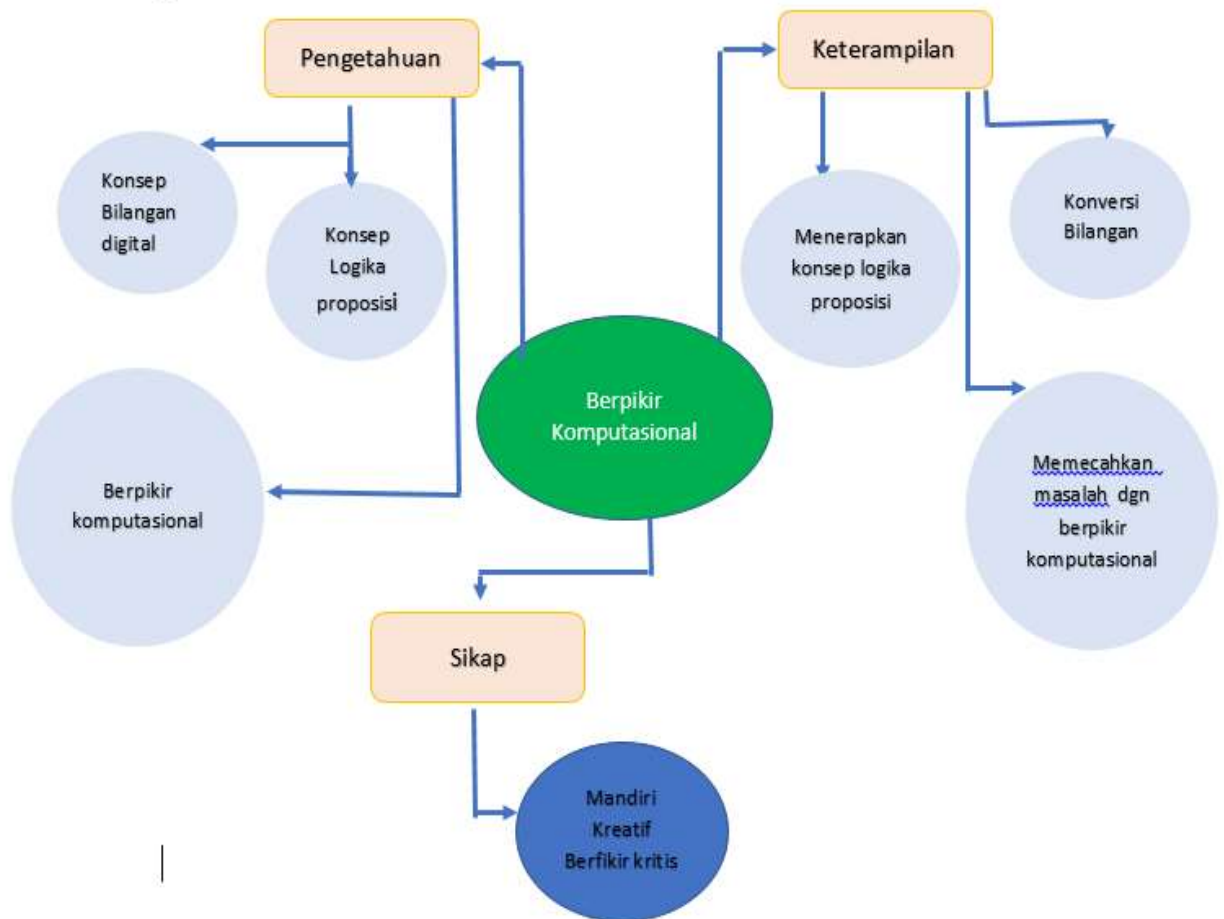 Pengetahuan
Keterampilan
Konsep
Bilangan
digital
Konsep
Logika
proposisi
Menerapkan
konsep logika
proposisi
Konversi
Bilangan
Berpikir
Komputasional
Berpikir
komputasional
Memecahkan
masalah dgn
berpikir
komputasional
Sikap
Mandiri
Kreatif
Berfikir kritis